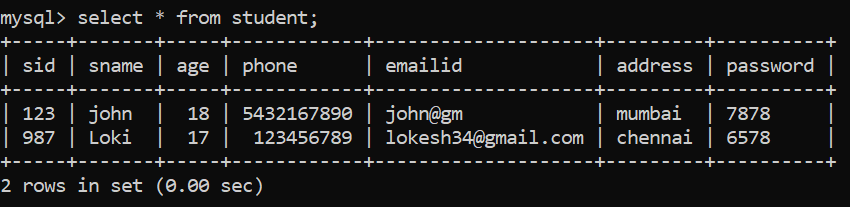 mysql> select * from student;
+-----+-------+-----+------------+--------------------+---------+----------+
| sid | sname | age | phone      | emailid            | address | password |
+-----+-------+-----+------------+--------------------+---------+----------+
| 123 | john  |  18 | 5432167890 | john@gm            | mumbai  | 7878     |
| 987 | Loki  |  17 |  123456789 | lokesh34@gmail.com | chennai | 6578     |
+-----+-------+-----+------------+--------------------+---------+----------+
2 rows in set (0.00 sec)